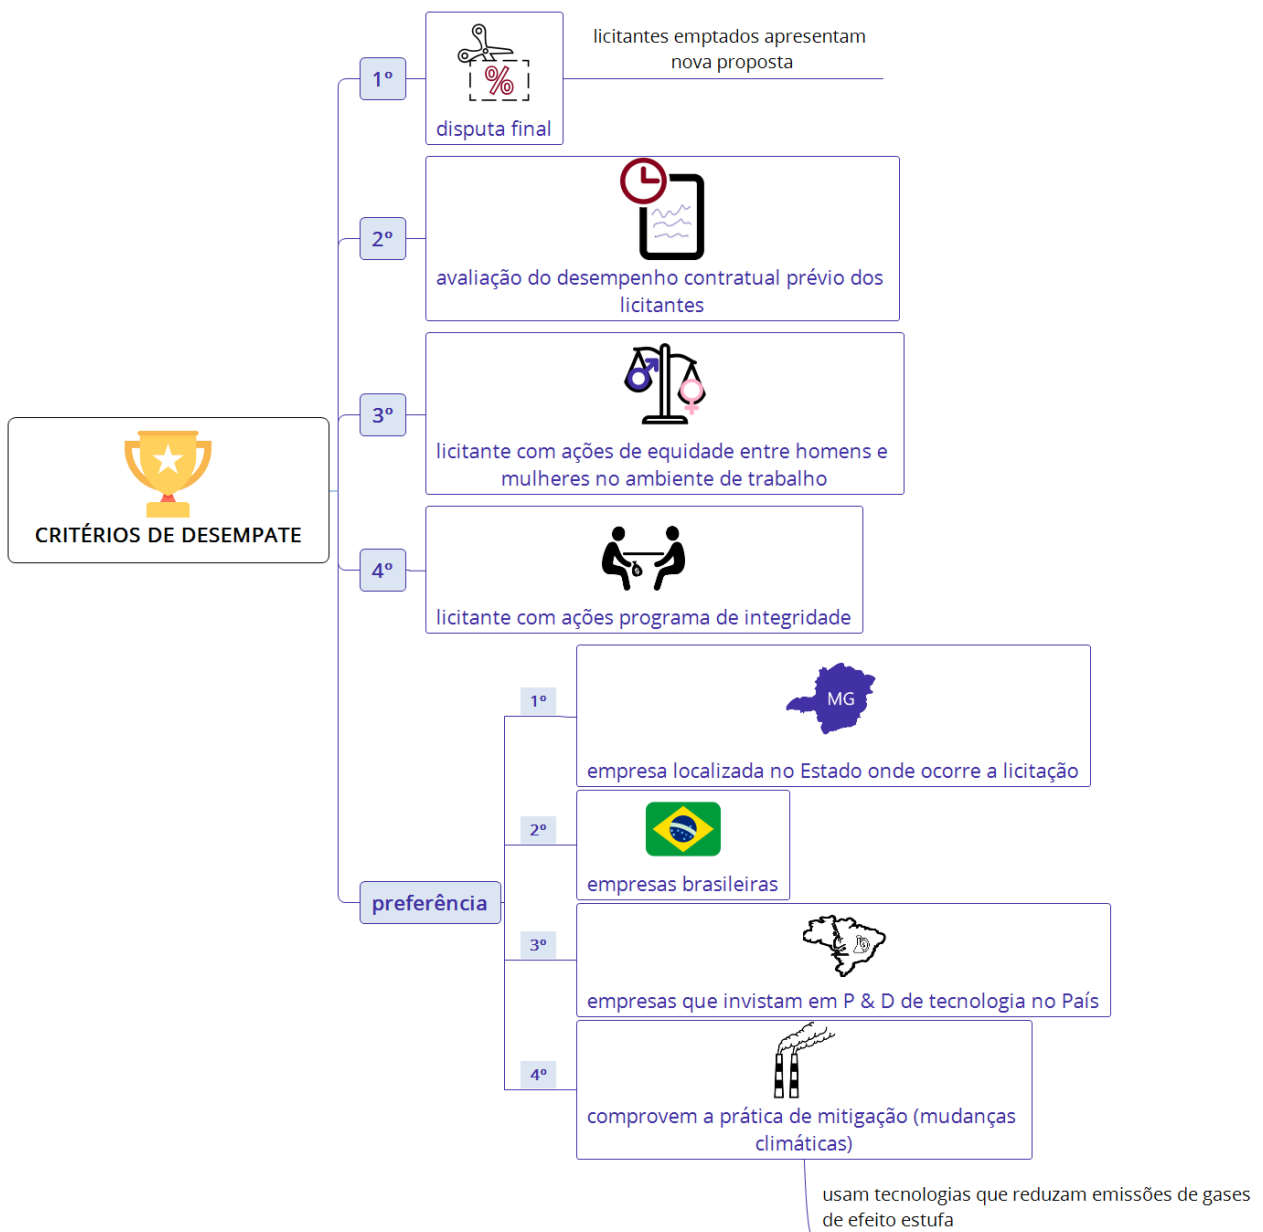 licitantes emptados apresentam
nova proposta
1º
%
disputa final
2º
avaliação do desempenho contratual prévio dos
licitantes
3º
licitante com ações de equidade entre homens e
mulheres no ambiente de trabalho
CRITÉRIOS DE DESEMPATE
4º
licitante com ações programa de integridade
1º
MG
empresa localizada no Estado onde ocorre a licitação
2º
empresas brasileiras
preferência
3º
empresas que invistam em P & D de tecnologia no País
4º
comprovem a prática de mitigação (mudanças
climáticas)
usam tecnologias que reduzam emissões de gases
de efeito estufa